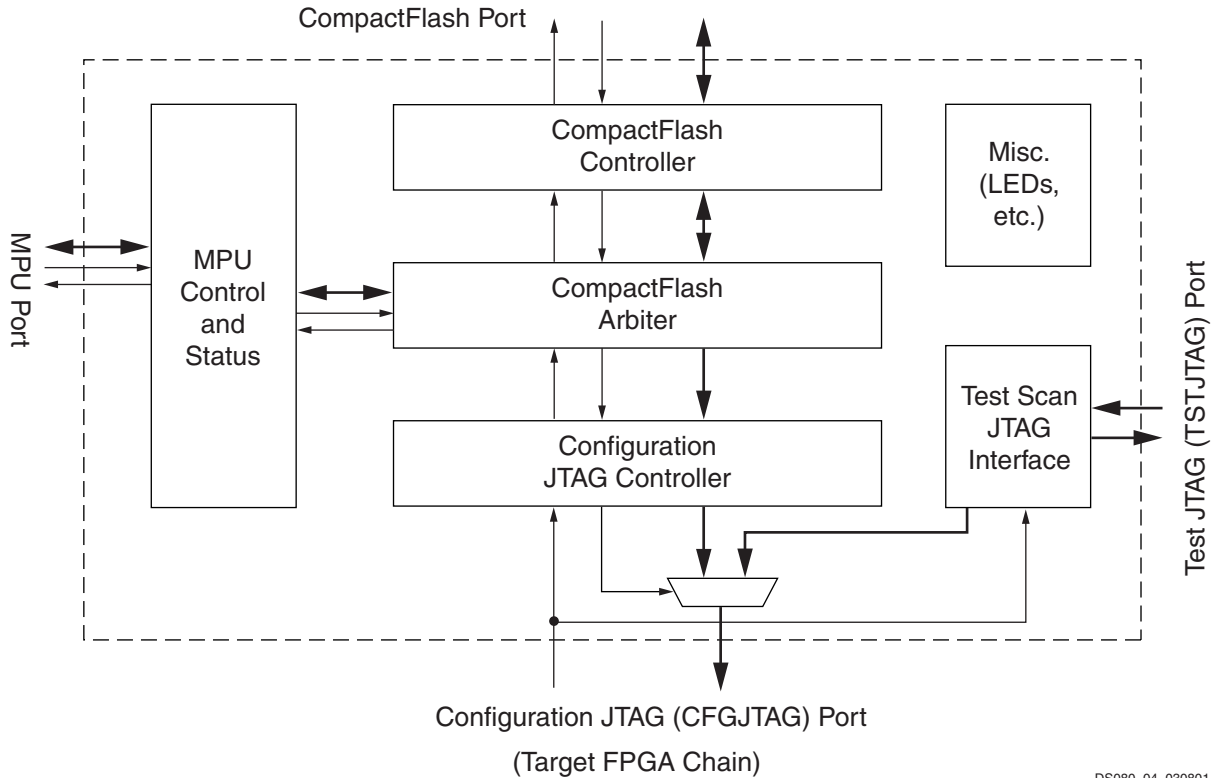 CompactFlash Port
CompactFlash
Controller
Misc.
(LEDs,
etc.)
MPU Port
MPU
Control
and
Status
CompactFlash
Arbiter
Test Scan
JTAG
Interface
Test JTAG (TSTJTAG) Port
Configuration
JTAG Controller
Configuration JTAG (CFGJTAG) Port
(Target FPGA Chain)
DS080_04_030801